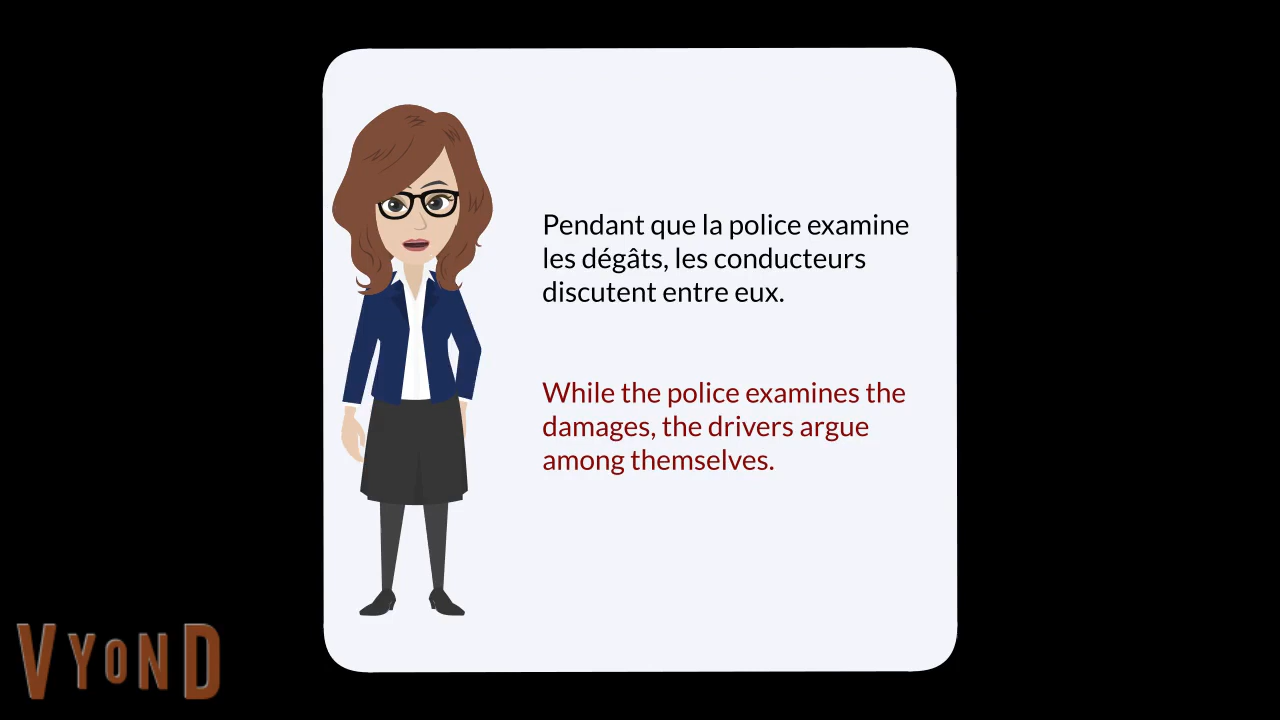 Pendant que la police examine
les dégâts, les conducteurs
discutent entre eux.
While the police examines the
damages, the drivers argue
among themselves.
VYOND